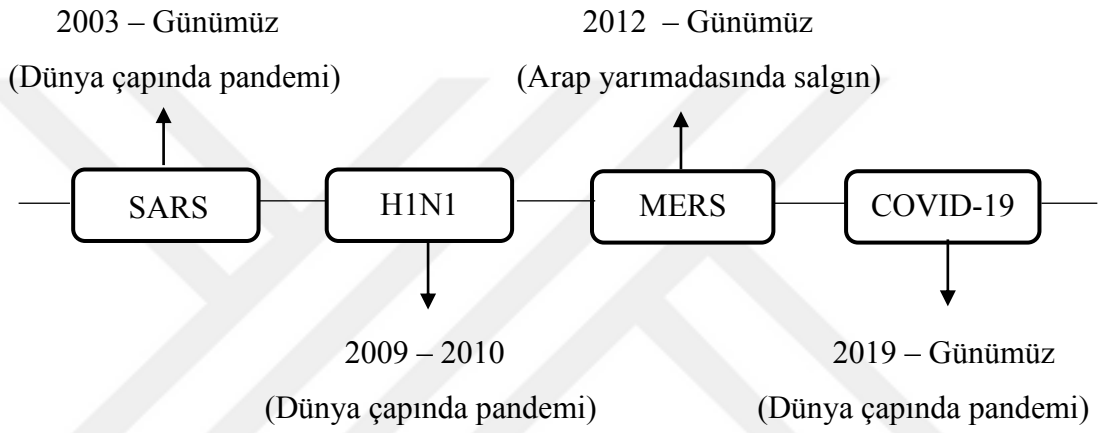 2003 – Günümüz
(Dünya çapında pandemi)
2012 – Günümüz
(Arap yarımadasında salgın)
SARS
H1N1
MERS
COVID-19
2009 – 2010
(Dünya çapında pandemi)
2019 – Günümüz
(Dünya çapında pandemi)